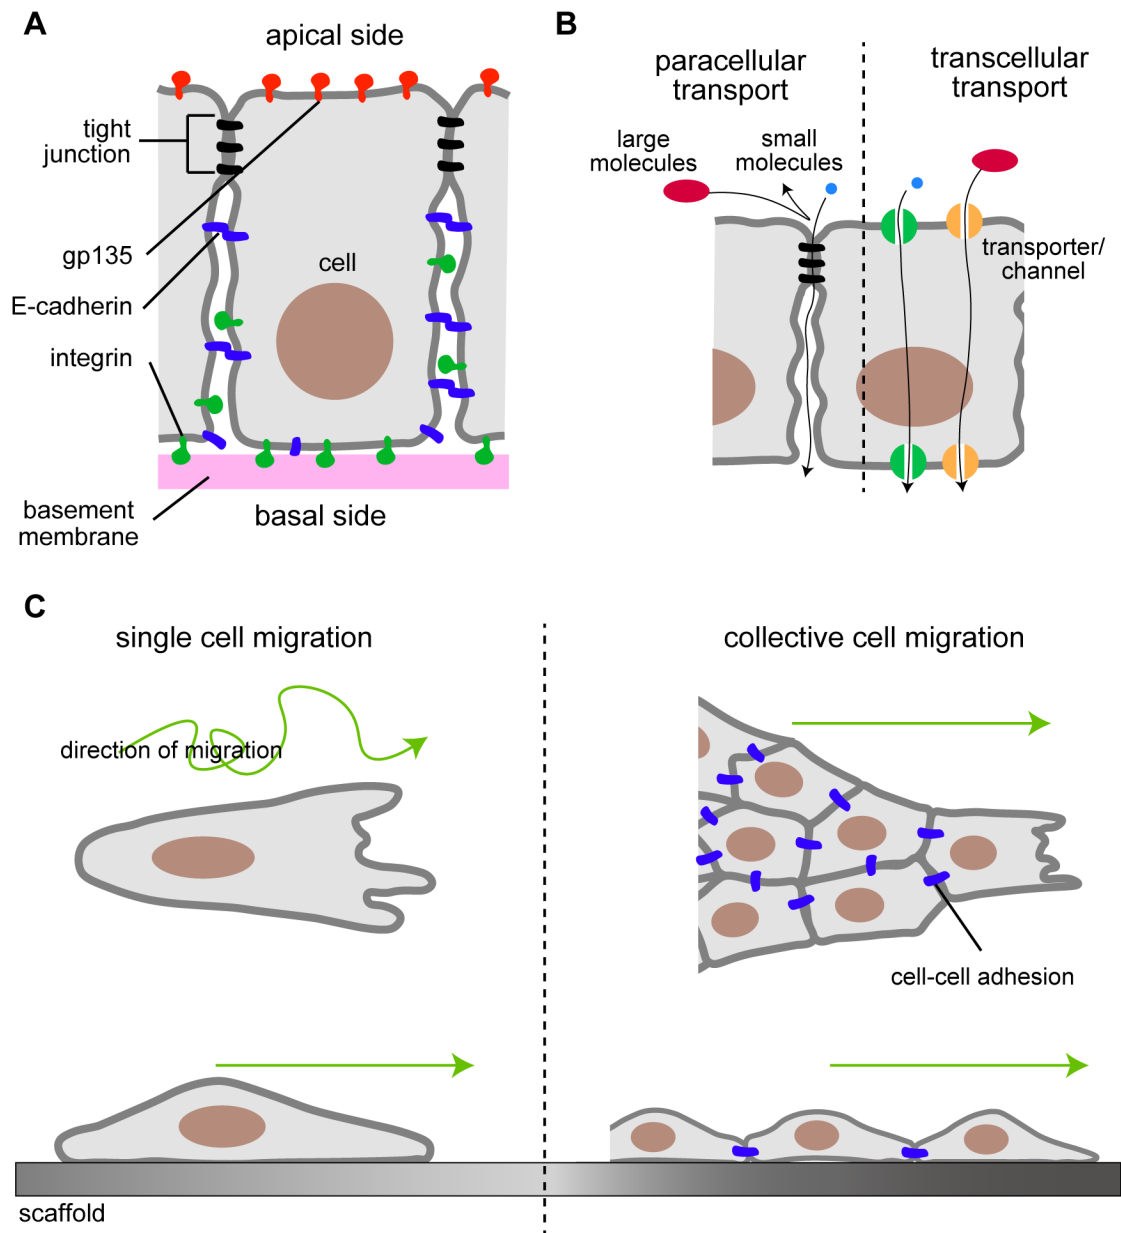 A
apical side
tight
junction
gp135
E-cadherin
integrin
cell
basement
membrane
basal side
B
paracellular
transport
transcellular
transport
large
molecules
small
molecules
transporter/
channel
C
single cell migration
collective cell migration
direction of migration
cell-cell adhesion
scaffold